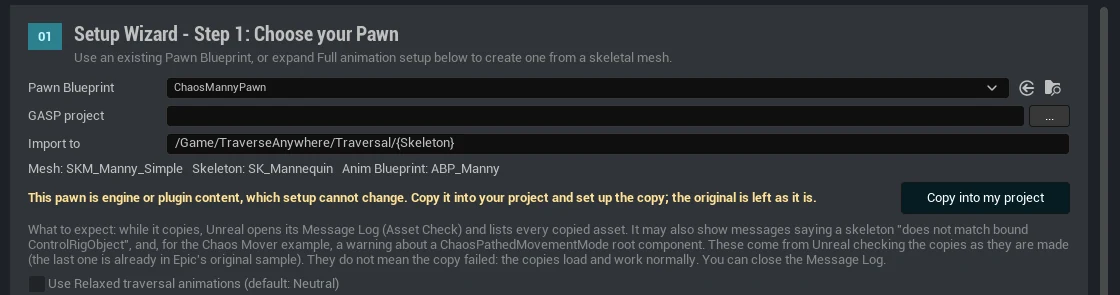 01
Setup Wizard - Step 1: Choose your Pawn
Use an existing Pawn Blueprint, or expand Full animation setup below to create one from a skeletal mesh.
Pawn Blueprint ChaosMannyPawn
GASP project ...
Import to /Game/TraverseAnywhere/Traversal/{Skeleton}
Mesh: SKM_Manny_Simple Skeleton: SK_Mannequin Anim Blueprint: ABP_Manny
This pawn is engine or plugin content, which setup cannot change. Copy it into your project and set up the copy; the original is left as it is.
Copy into my project
What to expect: while it copies, Unreal opens its Message Log (Asset Check) and lists every copied asset. It may also show messages saying a skeleton "does not match bound
ControlRigObject", and, for the Chaos Mover example, a warning about a ChaosPathedMovementMode root component. These come from Unreal checking the copies as they are made
(the last one is already in Epic's original sample). They do not mean the copy failed: the copies load and work normally. You can close the Message Log.
Use Relaxed traversal animations (default: Neutral)